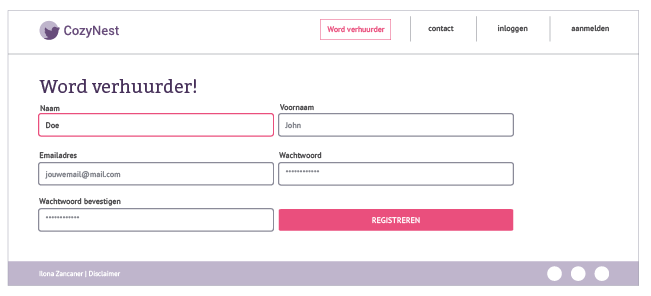 CozyNest
Word verhuurder
contact
inloggen
aanmelden
Word verhuurder!
Naam
Voornaam
Doe
John
Emailadres
Wachtwoord
jouwemail@mail.com
************
Wachtwoord bevestigen
************
REGISTREREN
Ilona Zancaner | Disclaimer